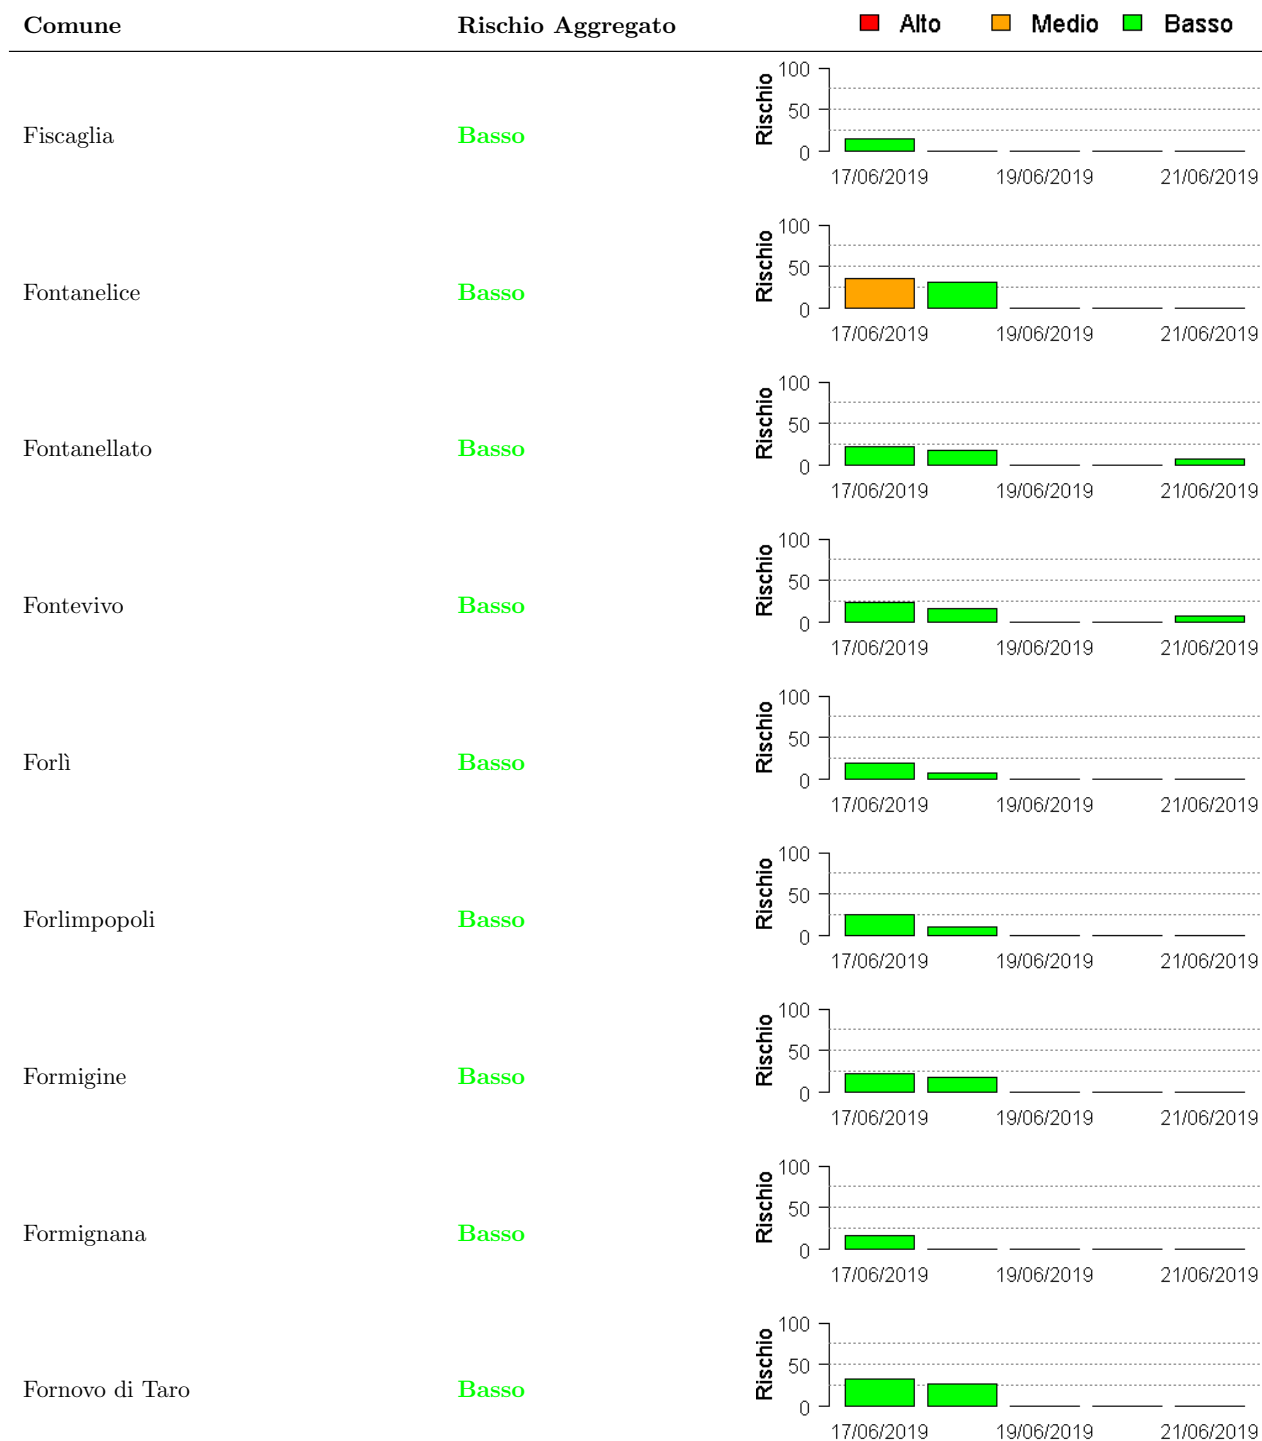 Comune Rischio Aggregato Alto Medio Basso
Fiscaglia Basso Rischio 100 50 0
17/06/2019 19/06/2019 21/06/2019
Fontanelice Basso Rischio 100 50 0
17/06/2019 19/06/2019 21/06/2019
Fontanellato Basso Rischio 100 50 0
17/06/2019 19/06/2019 21/06/2019
Fontevivo Basso Rischio 100 50 0
17/06/2019 19/06/2019 21/06/2019
Forlì Basso Rischio 100 50 0
17/06/2019 19/06/2019 21/06/2019
Forlimpopoli Basso Rischio 100 50 0
17/06/2019 19/06/2019 21/06/2019
Formigine Basso Rischio 100 50 0
17/06/2019 19/06/2019 21/06/2019
Formignana Basso Rischio 100 50 0
17/06/2019 19/06/2019 21/06/2019
Fornovo di Taro Basso Rischio 100 50 0
17/06/2019 19/06/2019 21/06/2019